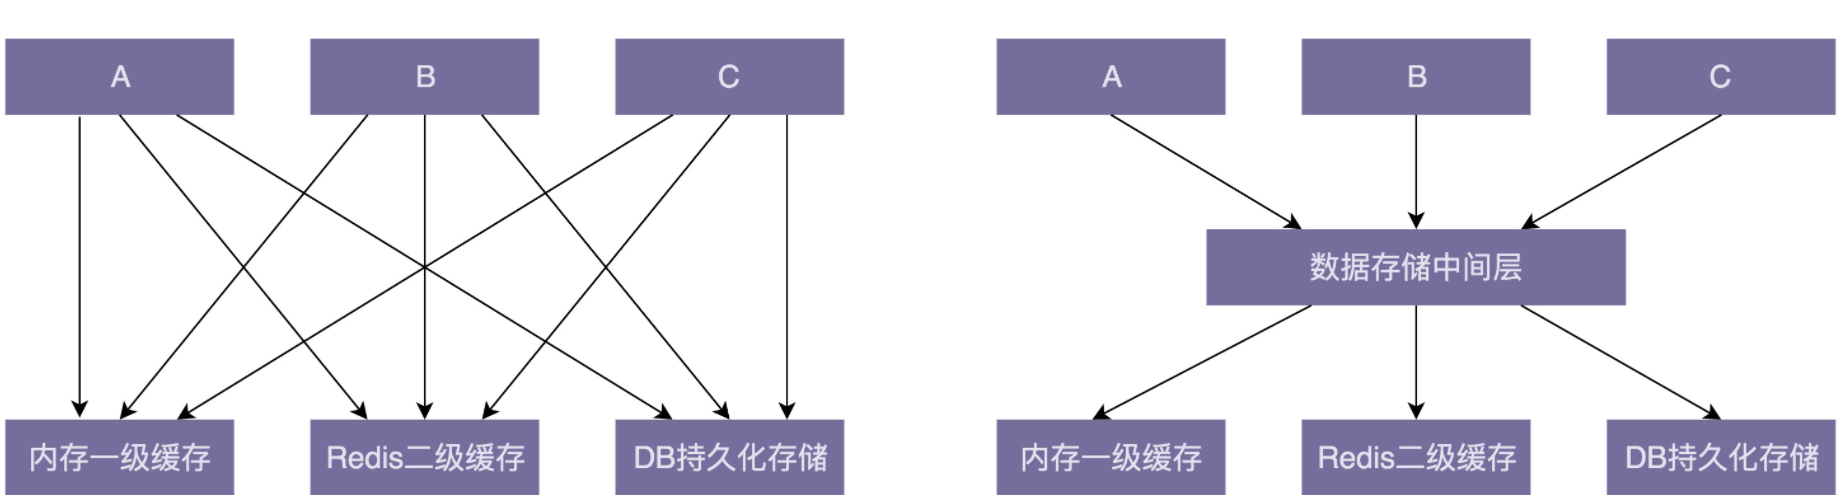 A
B
C
内存一级缓存
Redis二级缓存
DB持久化存储
A
B
C
数据存储中间层
内存一级缓存
Redis二级缓存
DB持久化存储